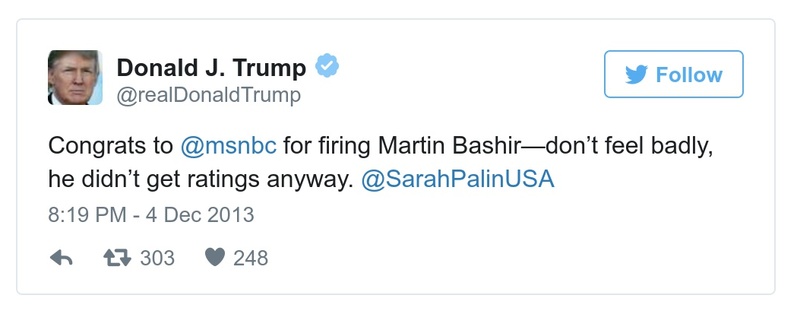 Donald J. Trump
@realDonaldTrump
Follow
Congrats to @msnbc for firing Martin Bashir—don’t feel badly,
he didn’t get ratings anyway. @SarahPalinUSA
8:19 PM - 4 Dec 2013
303 248